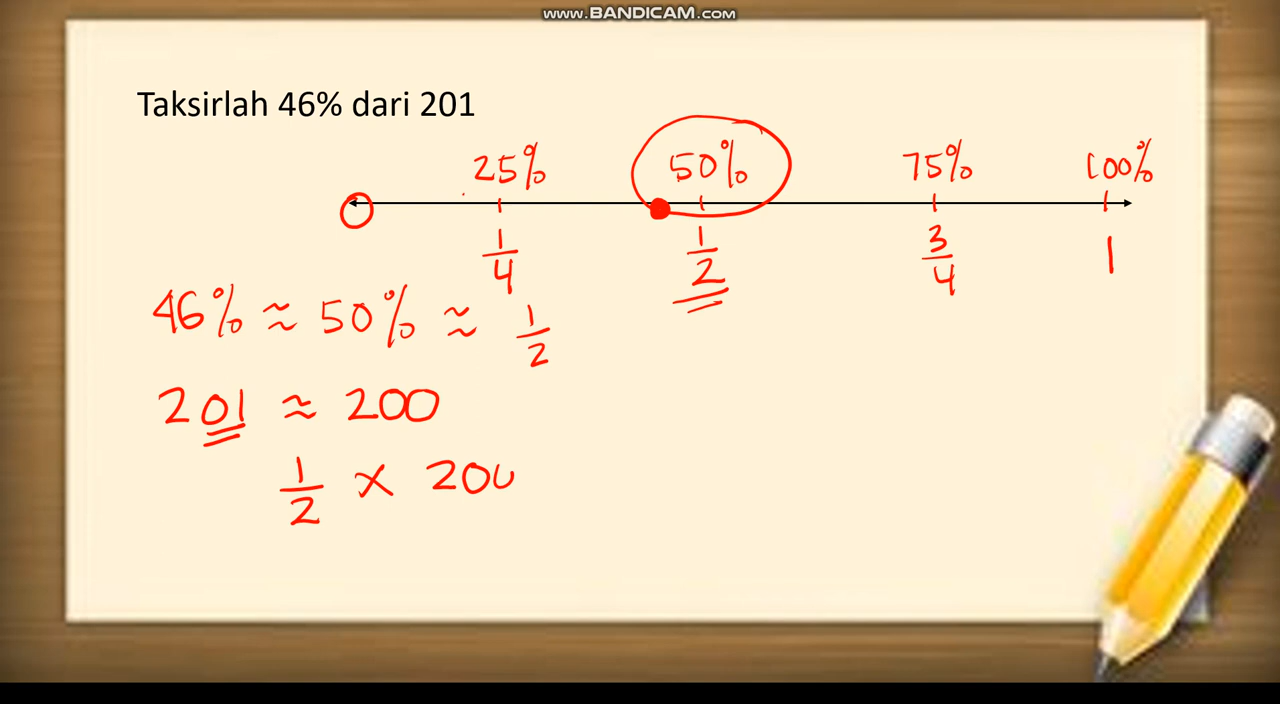 www.BANDICAM.com
Taksirlah 46% dari 201
25% 50% 75% 100%
1/4 1/2 3/4 1
46% ≈ 50% ≈ 1/2
201 ≈ 200
1/2 × 200